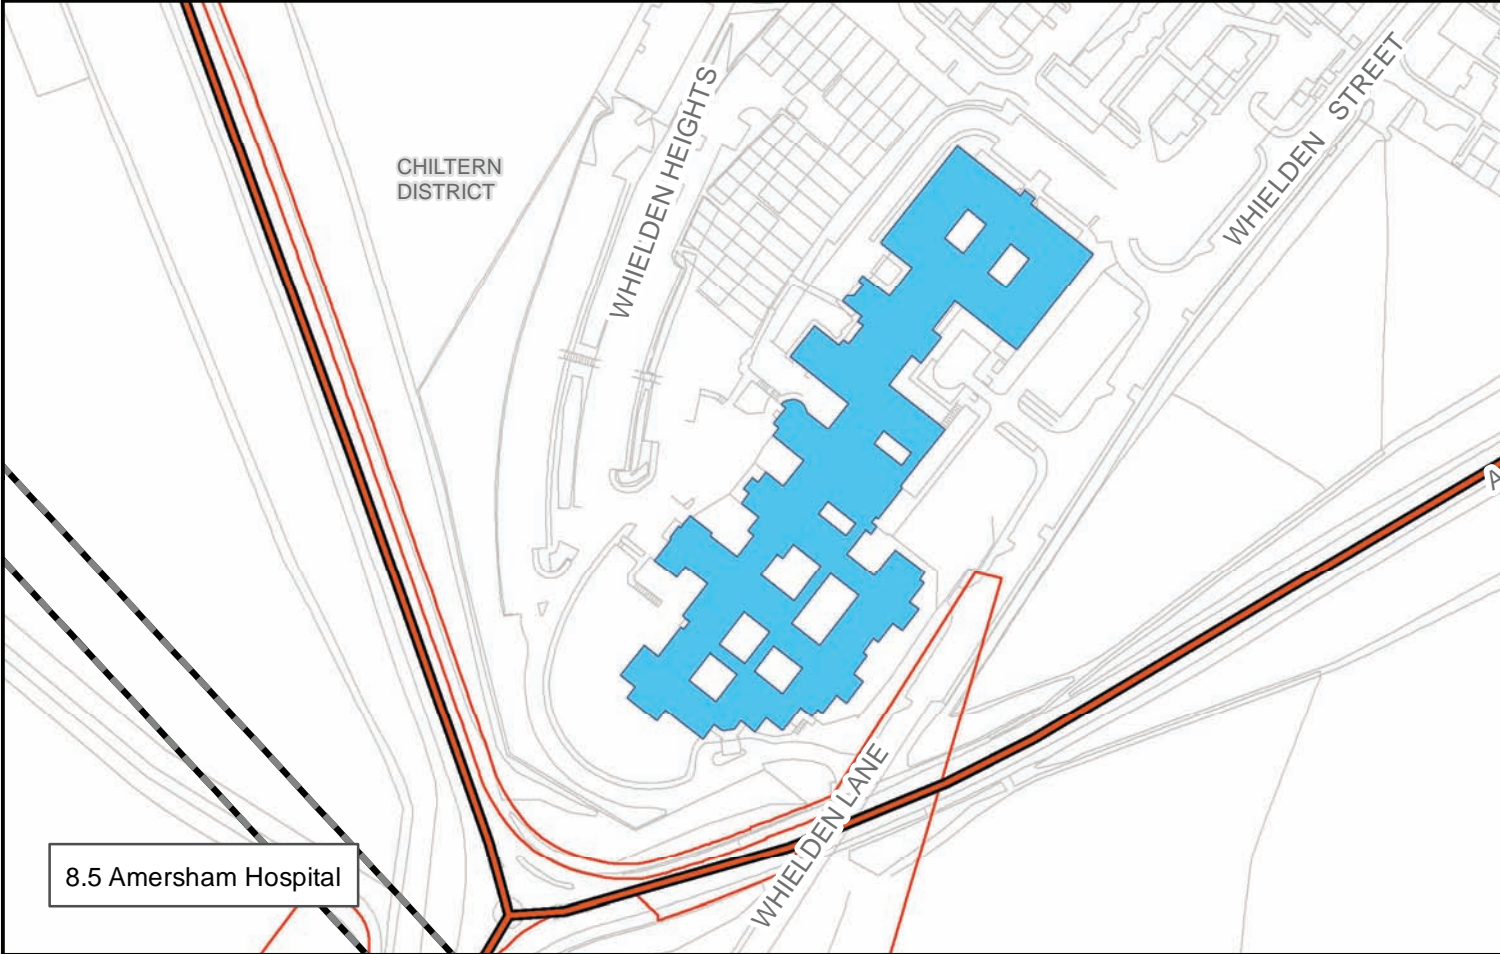 WHIELDEN STREET
WHIELDEN HEIGHTS
CHILTERN
DISTRICT
A
WHIELDEN LANE
8.5 Amersham Hospital